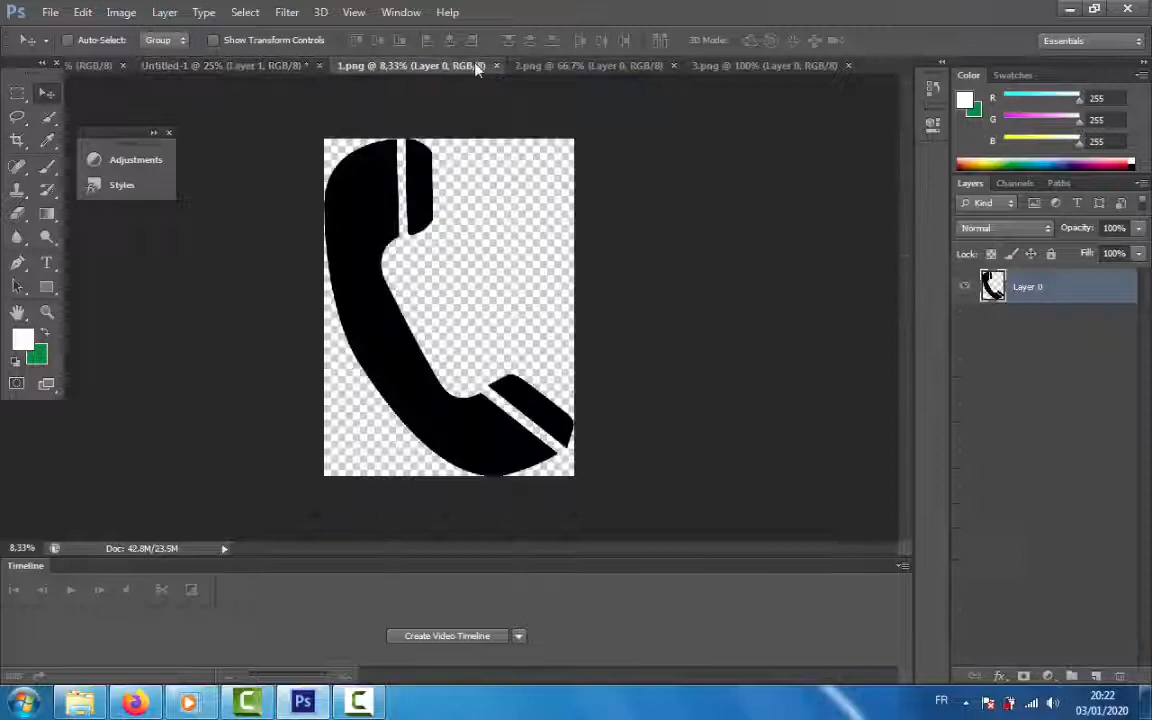 Ps File Edit Image Layer Type Select Filter 3D View Window Help
Auto-Select: Group Show Transform Controls 3D Mode: Essentials
% (RGB/8) × Untitled-1 @ 25% (Layer 1, RGB/8) * × 1.png @ 8,33% (Layer 0, RGB/8) × 2.png @ 66.7% (Layer 0, RGB/8) × 3.png @ 100% (Layer 0, RGB/8) ×
Color Swatches
R 255
G 255
B 255
Adjustments
Styles
Layers Channels Paths
Kind
Normal Opacity: 100%
Lock: Fill: 100%
Layer 0
8,33% Doc: 42.8M/23.5M
Timeline
Create Video Timeline
Ps FR 20:22
03/01/2020